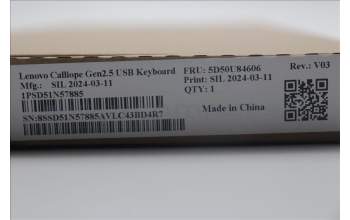 Lenovo Calliope Gen2.5 USB Keyboard FRU: 5D50U84606 Rev.: V03
Mfg.: SIL 2024-03-11 Print: SIL 2024-03-11
1PSD51N57885 QTY: 1
Made in China
SN:8SSD51N57885AVLC43BD4R7